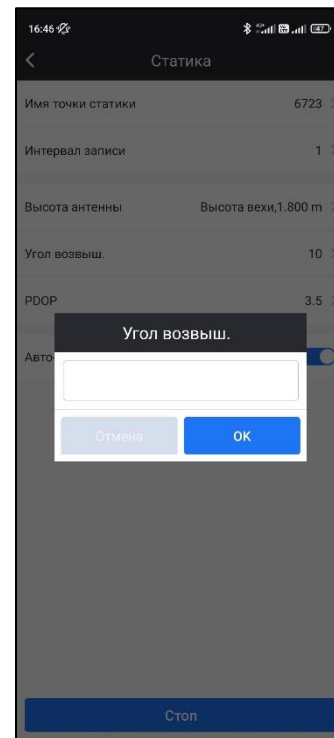 16:46
47
Статика
Имя точки статики 6723
Интервал записи 1
Высота антенны Высота вехи,1.800 m
Угол возвыш. 10
PDOP 3.5
Авто-
Угол возвыш.
Отмена OK
Стоп